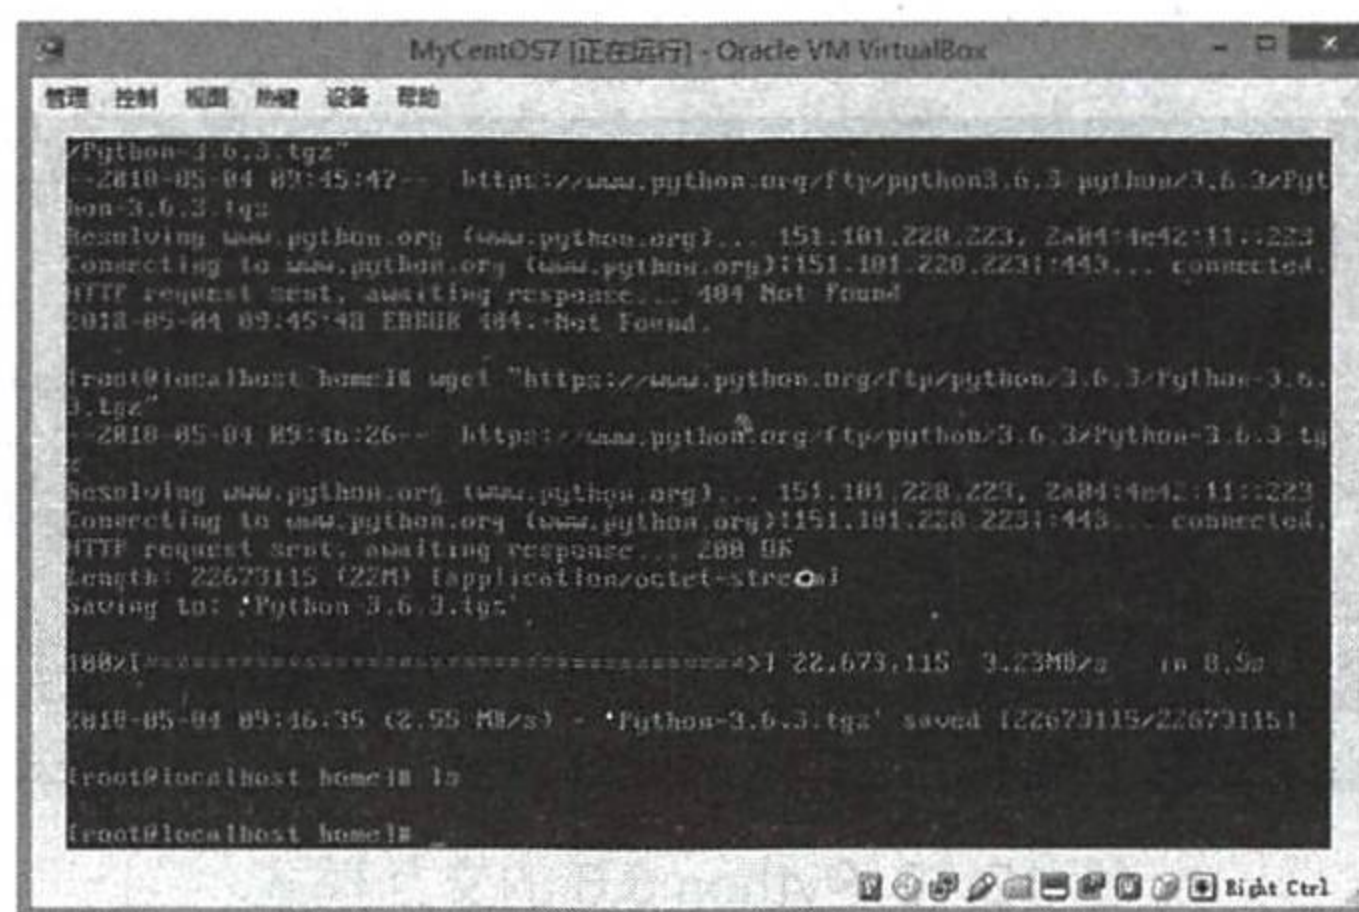 MyCentOS7 [正在运行] - Oracle VM VirtualBox
管理 控制 视图 热键 设备 帮助
/Python-3.6.3.tgz"
--2018-05-04 09:45:47-- https://www.python.org/ftp/python3.6.3 python/3.6.3/Pyt
hon-3.6.3.tgz
Resolving www.python.org (www.python.org)... 151.101.228.223, 2a04:4e42:11::223
Connecting to www.python.org (www.python.org)|151.101.228.223|:443... connected.
HTTP request sent, awaiting response... 404 Not Found
2018-05-04 09:45:48 ERROR 404: Not Found.
[root@localhost home]# wget "https://www.python.org/ftp/python/3.6.3/Python-3.6.
3.tgz"
--2018-05-04 09:46:26-- https://www.python.org/ftp/python/3.6.3/Python-3.6.3.tg
z
Resolving www.python.org (www.python.org)... 151.101.228.223, 2a04:4e42:11::223
Connecting to www.python.org (www.python.org)|151.101.228.223|:443... connected.
HTTP request sent, awaiting response... 200 OK
Length: 22673115 (22M) [application/octet-stream]
Saving to: 'Python-3.6.3.tgz'
100%[======================================>] 22,673,115 3.23MB/s in 8.5s
2018-05-04 09:46:35 (2.55 MB/s) - 'Python-3.6.3.tgz' saved [22673115/22673115]
[root@localhost home]# ls
[root@localhost home]# _
Right Ctrl